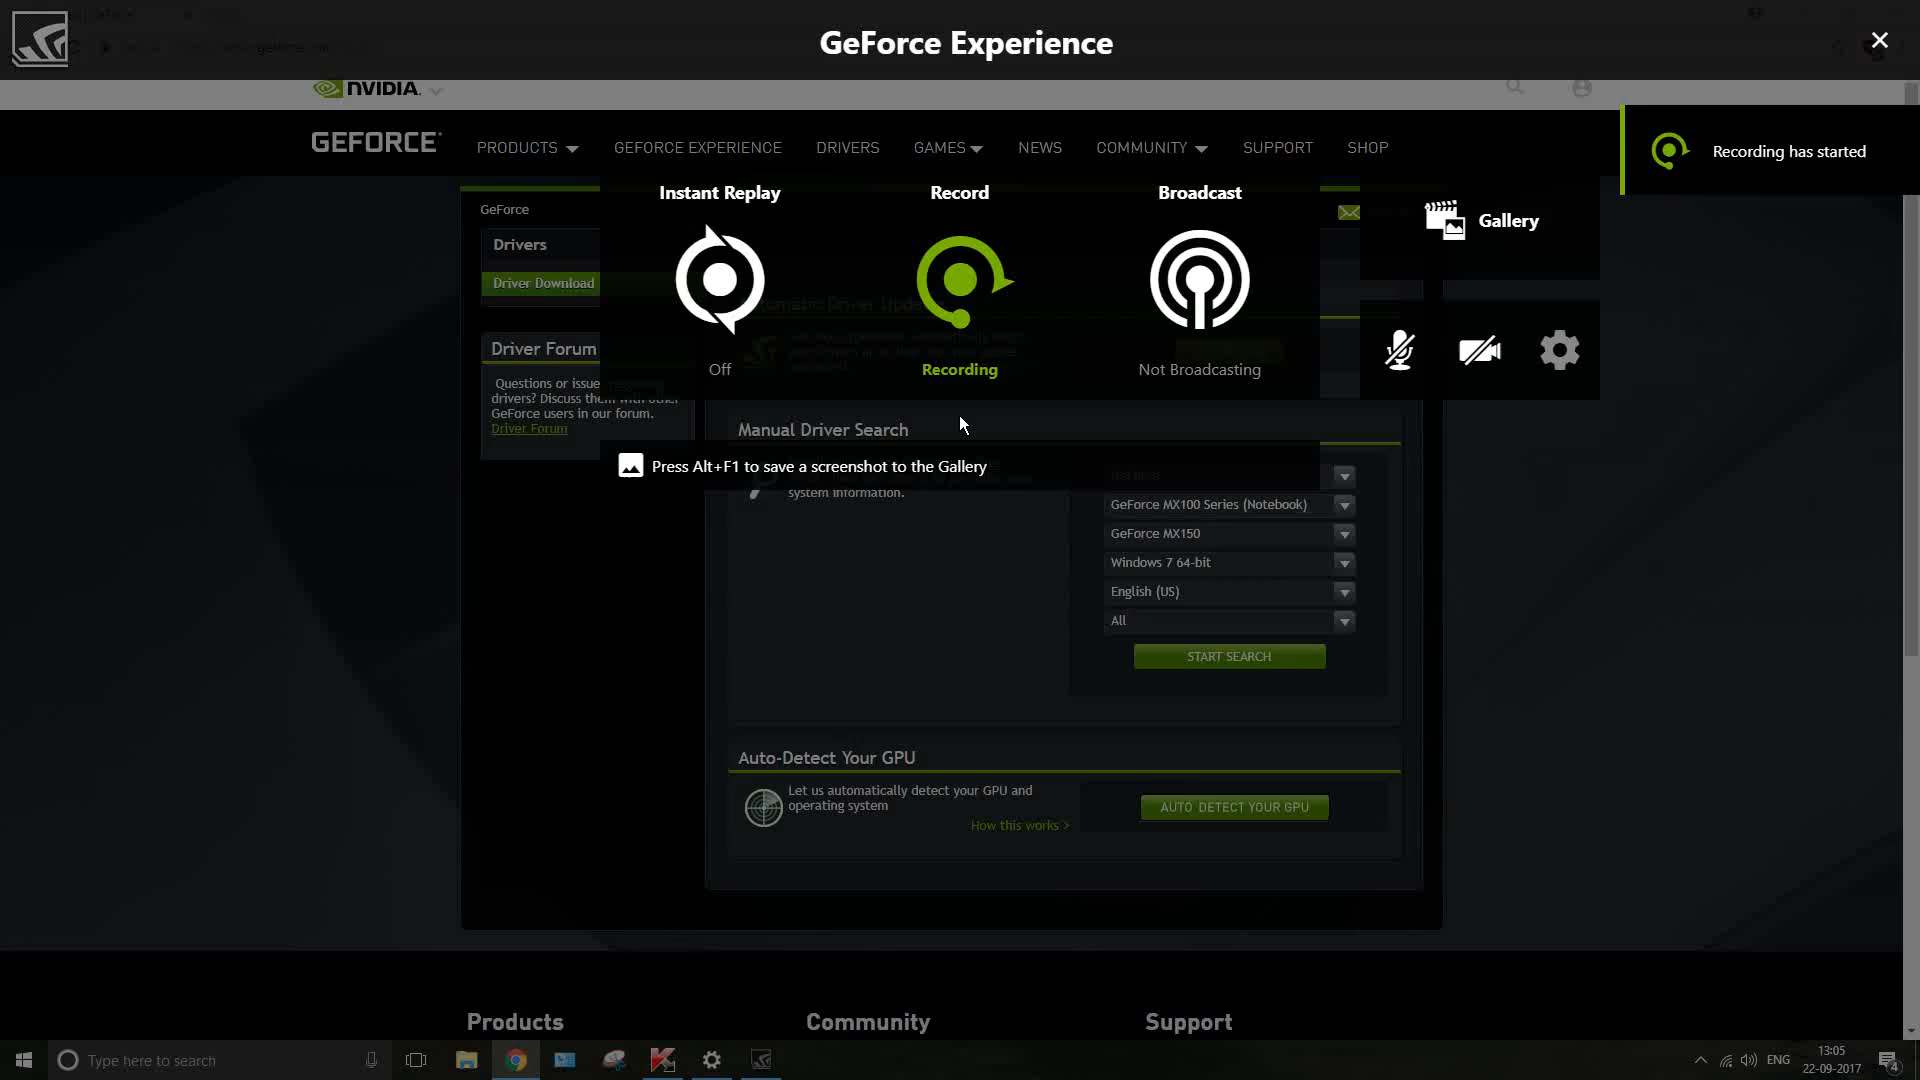 GeForce Experience
NVIDIA.
GEFORCE
PRODUCTS
GEFORCE EXPERIENCE
DRIVERS
GAMES
NEWS
COMMUNITY
SUPPORT
SHOP
Recording has started
Instant Replay
Record
Broadcast
Gallery
GeForce
Drivers
Driver Download
Off
Recording
Not Broadcasting
Driver Forum
Questions or issue
drivers? Discuss them with other
GeForce users in our forum.
Driver Forum
Manual Driver Search
Press Alt+F1 to save a screenshot to the Gallery
system information.
GeForce MX100 Series (Notebook)
GeForce MX150
Windows 7 64-bit
English (US)
All
START SEARCH
Auto-Detect Your GPU
Let us automatically detect your GPU and
operating system
How this works >
AUTO DETECT YOUR GPU
Products
Community
Support
Type here to search
ENG
13:05
22-09-2017
4